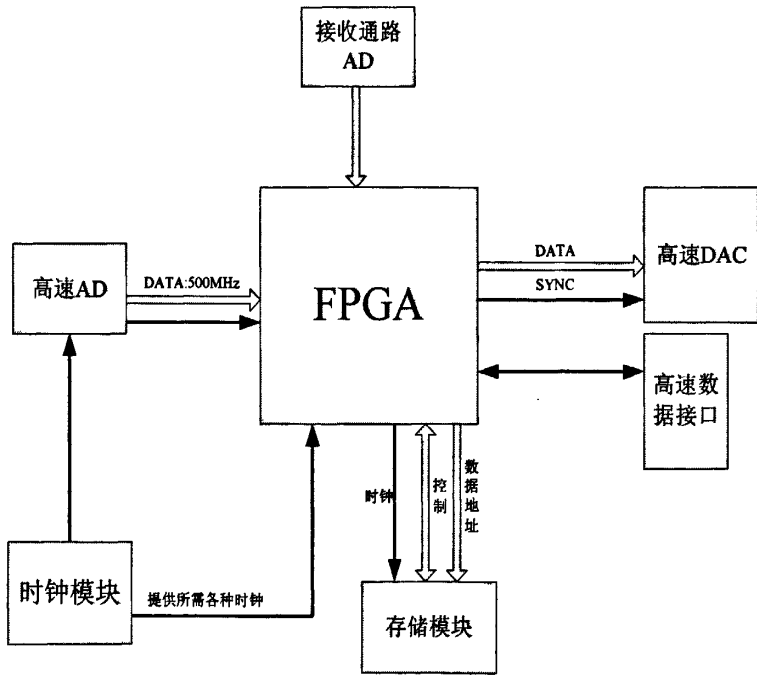 接收通路
AD
高速AD
DATA:500MHz
FPGA
DATA
SYNC
高速DAC
高速数
据接口
时钟
控制
数据地址
时钟模块
提供所需各种时钟
存储模块